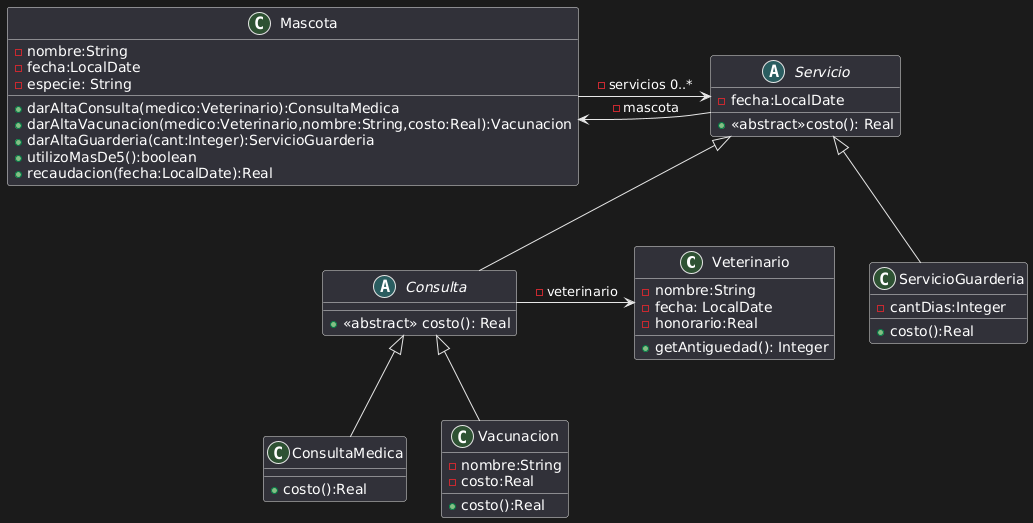 C Mascota
nombre:String
fecha:LocalDate
especie: String
darAltaConsulta(medico:Veterinario):ConsultaMedica
darAltaVacunacion(medico:Veterinario,nombre:String,costo:Real):Vacunacion
darAltaGuarderia(cant:Integer):ServicioGuarderia
utilizoMasDe5():boolean
recaudacion(fecha:LocalDate):Real
servicios 0..*
mascota
A Servicio
fecha:LocalDate
«abstract»costo(): Real
A Consulta
«abstract» costo(): Real
veterinario
C Veterinario
nombre:String
fecha: LocalDate
honorario:Real
getAntiguedad(): Integer
C ServicioGuarderia
cantDias:Integer
costo():Real
C ConsultaMedica
costo():Real
C Vacunacion
nombre:String
costo:Real
costo():Real